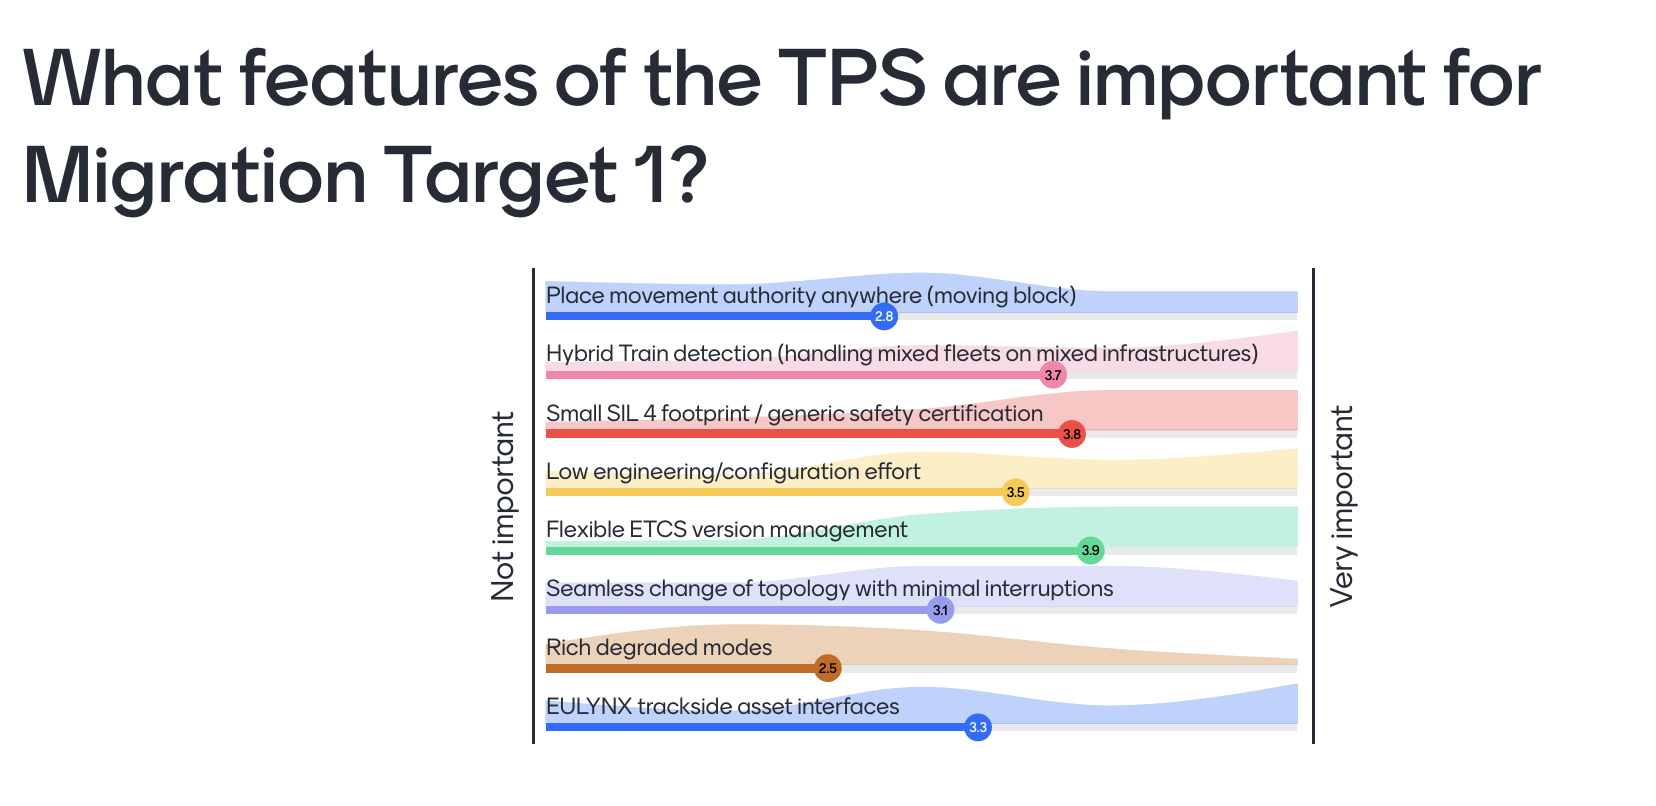 What features of the TPS are important for
Migration Target 1?
Not important
Place movement authority anywhere (moving block)
2.8
Hybrid Train detection (handling mixed fleets on mixed infrastructures)
3.7
Small SIL 4 footprint / generic safety certification
3.8
Low engineering/configuration effort
3.5
Flexible ETCS version management
3.9
Seamless change of topology with minimal interruptions
3.1
Rich degraded modes
2.5
EULYNX trackside asset interfaces
3.3
Very important